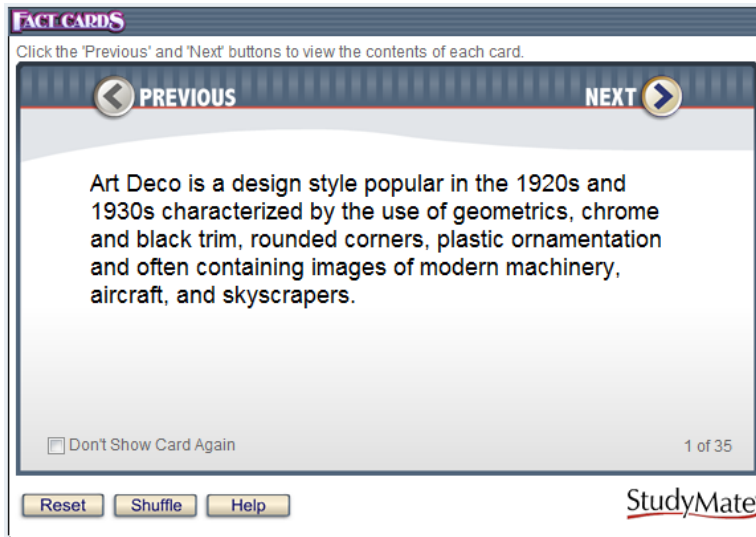 FACT CARDS
Click the 'Previous' and 'Next' buttons to view the contents of each card.
PREVIOUS
NEXT
Art Deco is a design style popular in the 1920s and
1930s characterized by the use of geometrics, chrome
and black trim, rounded corners, plastic ornamentation
and often containing images of modern machinery,
aircraft, and skyscrapers.
Don't Show Card Again
1 of 35
Reset
Shuffle
Help
StudyMate